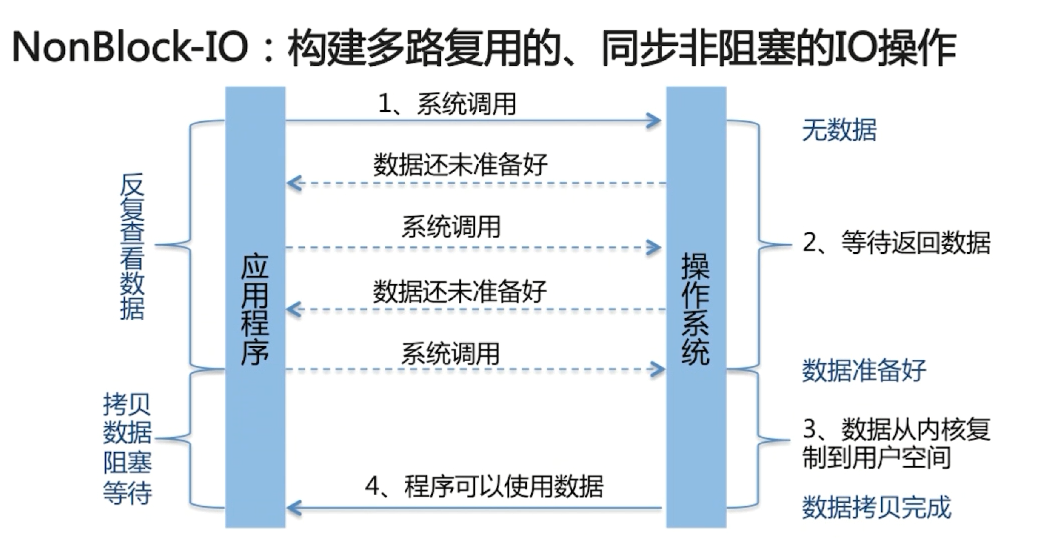 NonBlock-IO：构建多路复用的、同步非阻塞的IO操作
1、系统调用
无数据
数据还未准备好
反复查看数据
系统调用
2、等待返回数据
应用程序
操作系统
数据还未准备好
系统调用
数据准备好
拷贝
数据
阻塞
等待
3、数据从内核复
制到用户空间
4、程序可以使用数据
数据拷贝完成